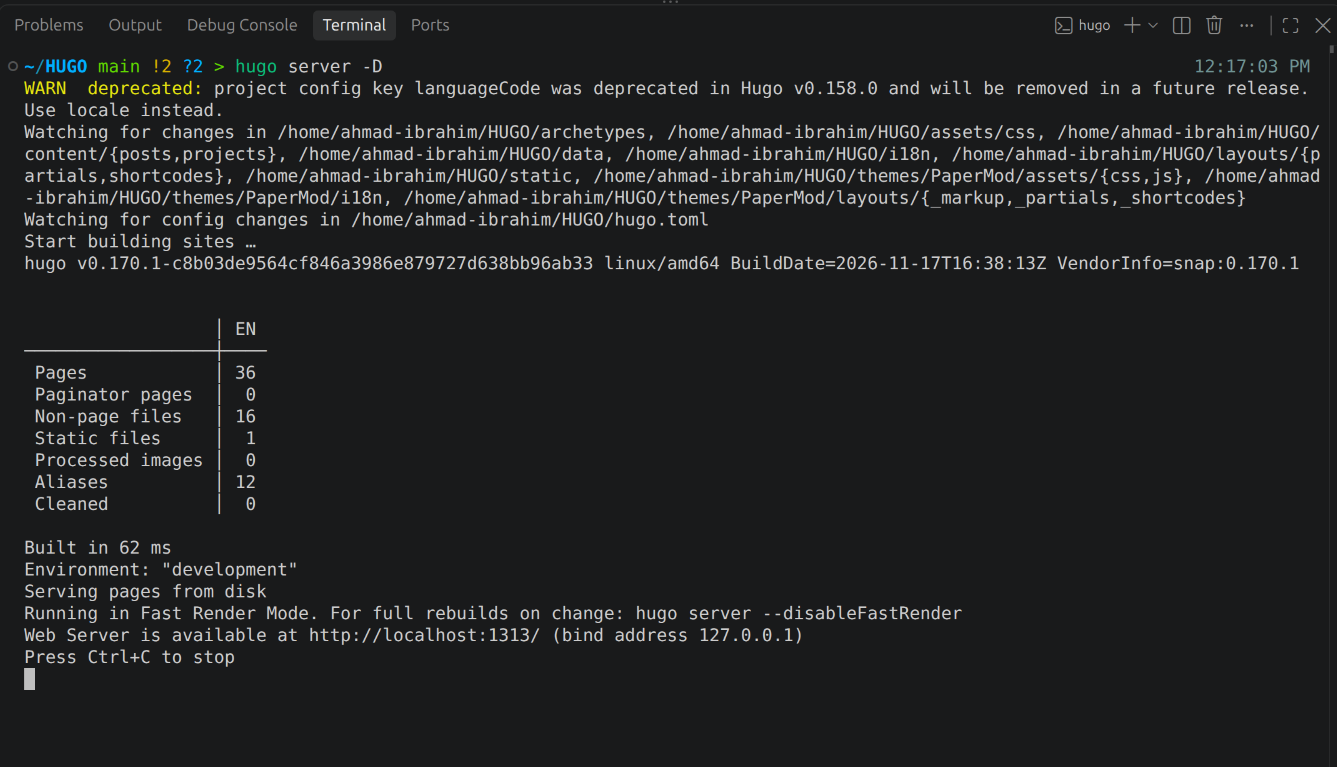 Problems Output Debug Console Terminal Ports hugo
~/HUGO main !2 ?2 > hugo server -D 12:17:03 PM
WARN  deprecated: project config key languageCode was deprecated in Hugo v0.158.0 and will be removed in a future release.
Use locale instead.
Watching for changes in /home/ahmad-ibrahim/HUGO/archetypes, /home/ahmad-ibrahim/HUGO/assets/css, /home/ahmad-ibrahim/HUGO/
content/{posts,projects}, /home/ahmad-ibrahim/HUGO/data, /home/ahmad-ibrahim/HUGO/i18n, /home/ahmad-ibrahim/HUGO/layouts/{p
artials,shortcodes}, /home/ahmad-ibrahim/HUGO/static, /home/ahmad-ibrahim/HUGO/themes/PaperMod/assets/{css,js}, /home/ahmad
-ibrahim/HUGO/themes/PaperMod/i18n, /home/ahmad-ibrahim/HUGO/themes/PaperMod/layouts/{_markup,_partials,_shortcodes}
Watching for config changes in /home/ahmad-ibrahim/HUGO/hugo.toml
Start building sites …
hugo v0.170.1-c8b03de9564cf846a3986e879727d638bb96ab33 linux/amd64 BuildDate=2026-11-17T16:38:13Z VendorInfo=snap:0.170.1
│ EN
Pages │ 36
Paginator pages │ 0
Non-page files │ 16
Static files │ 1
Processed images │ 0
Aliases │ 12
Cleaned │ 0
Built in 62 ms
Environment: "development"
Serving pages from disk
Running in Fast Render Mode. For full rebuilds on change: hugo server --disableFastRender
Web Server is available at http://localhost:1313/ (bind address 127.0.0.1)
Press Ctrl+C to stop